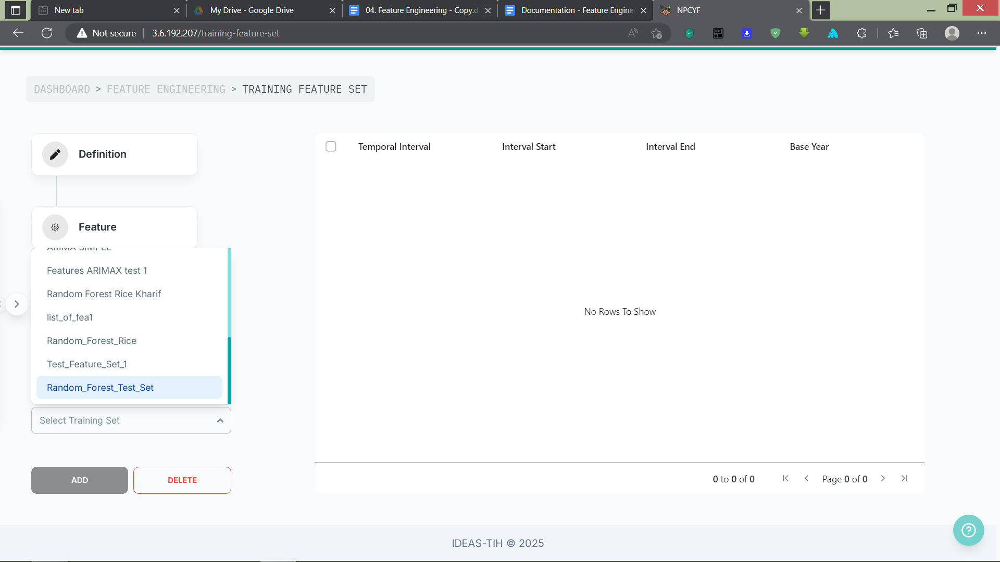 New tab
My Drive - Google Drive
04. Feature Engineering - Copy.d
Documentation - Feature Engine
NPCYF
Not secure
3.6.192.207/training-feature-set
DASHBOARD > FEATURE ENGINEERING > TRAINING FEATURE SET
Definition
Feature
ARIMA SIMPLE
Features ARIMAX test 1
Random Forest Rice Kharif
list_of_fea1
Random_Forest_Rice
Test_Feature_Set_1
Random_Forest_Test_Set
Select Training Set
ADD
DELETE
Temporal Interval
Interval Start
Interval End
Base Year
No Rows To Show
0 to 0 of 0
Page 0 of 0
IDEAS-TIH © 2025